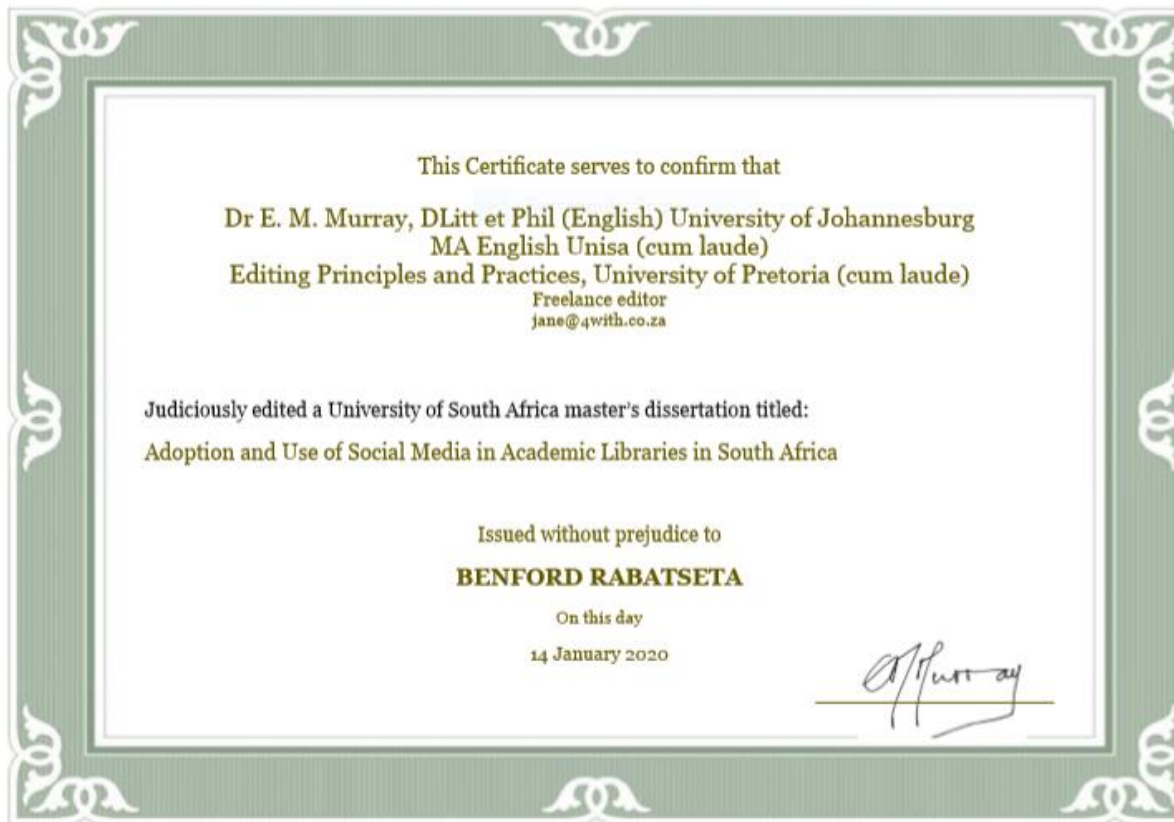 This Certificate serves to confirm that
Dr E. M. Murray, DLitt et Phil (English) University of Johannesburg
MA English Unisa (cum laude)
Editing Principles and Practices, University of Pretoria (cum laude)
Freelance editor
jane@4with.co.za
Judiciously edited a University of South Africa master's dissertation titled:
Adoption and Use of Social Media in Academic Libraries in South Africa
Issued without prejudice to
BENFORD RABATSETA
On this day
14 January 2020
EMMurray